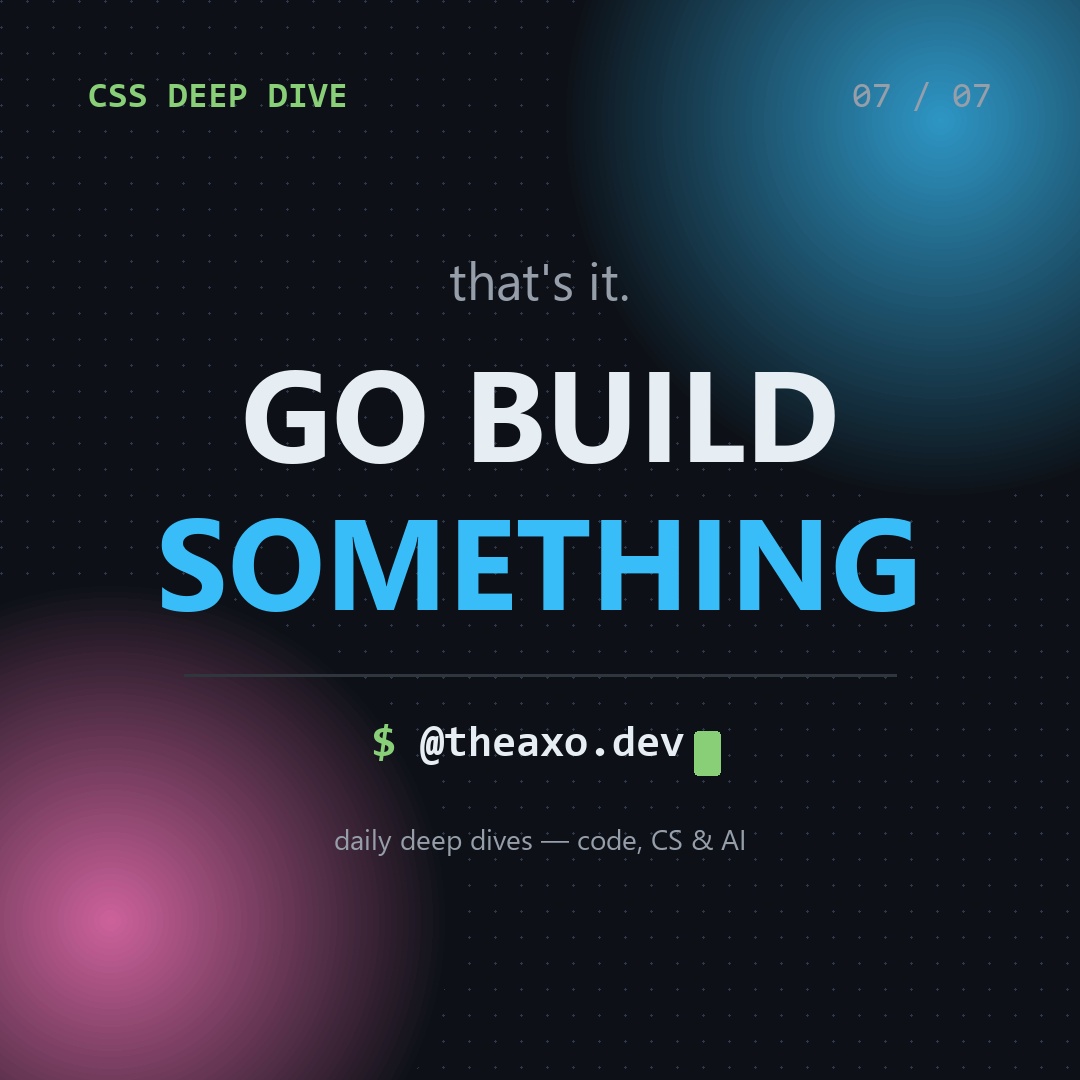 CSS DEEP DIVE
07 / 07
that's it.
GO BUILD
SOMETHING
$ @theaxo.dev
daily deep dives — code, CS & AI